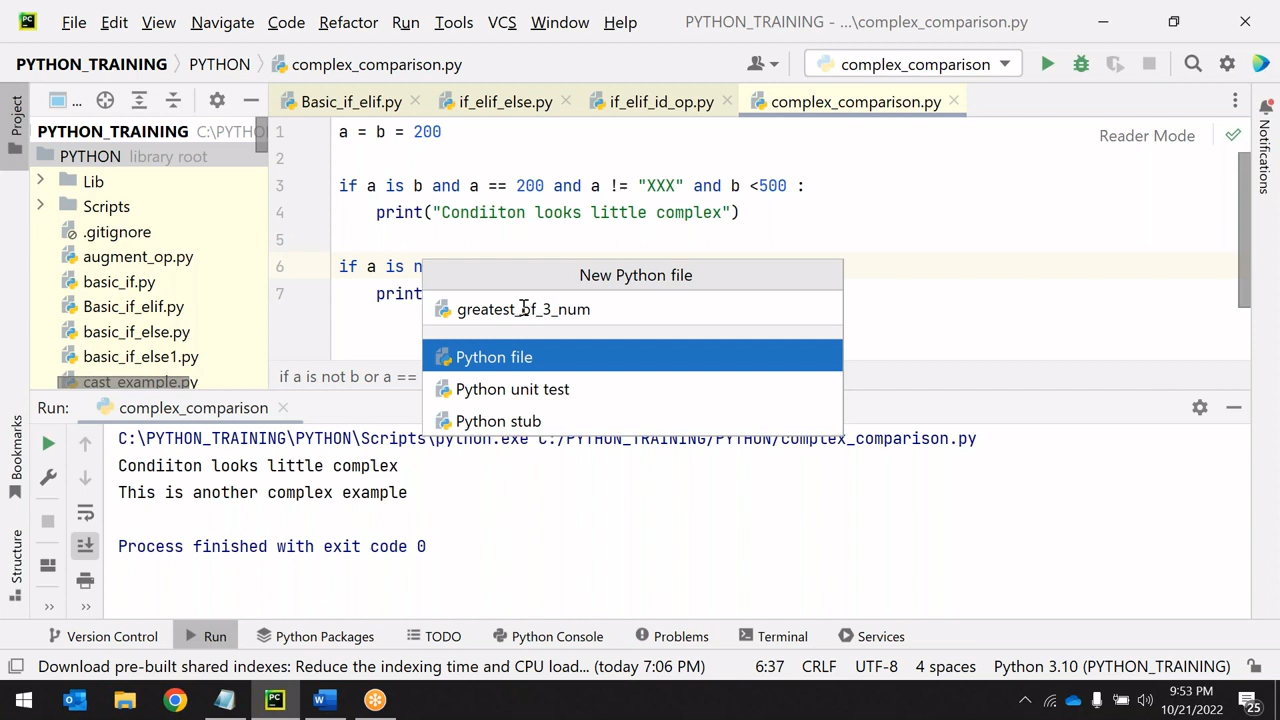 File Edit View Navigate Code Refactor Run Tools VCS Window Help PYTHON_TRAINING - ...\complex_comparison.py
PYTHON_TRAINING PYTHON complex_comparison.py complex_comparison
... Basic_if_elif.py if_elif_else.py if_elif_id_op.py complex_comparison.py
Project
PYTHON_TRAINING C:\PYTHO
PYTHON library root
Lib
Scripts
.gitignore
augment_op.py
basic_if.py
Basic_if_elif.py
basic_if_else.py
basic_if_else1.py
cast_example.py
1 a = b = 200
Reader Mode
2
3 if a is b and a == 200 and a != "XXX" and b <500 :
4 print("Condiiton looks little complex")
5
6 if a is n
7 print
if a is not b or a ==
Notifications
New Python file
greatest_of_3_num
Python file
Python unit test
Python stub
Run: complex_comparison
C:\PYTHON_TRAINING\PYTHON\Scripts\python.exe C:/PYTHON_TRAINING/PYTHON/complex_comparison.py
Condiiton looks little complex
This is another complex example
Process finished with exit code 0
Bookmarks
Structure
Version Control Run Python Packages TODO Python Console Problems Terminal Services
Download pre-built shared indexes: Reduce the indexing time and CPU load... (today 7:06 PM) 6:37 CRLF UTF-8 4 spaces Python 3.10 (PYTHON_TRAINING)
9:53 PM
10/21/2022
25